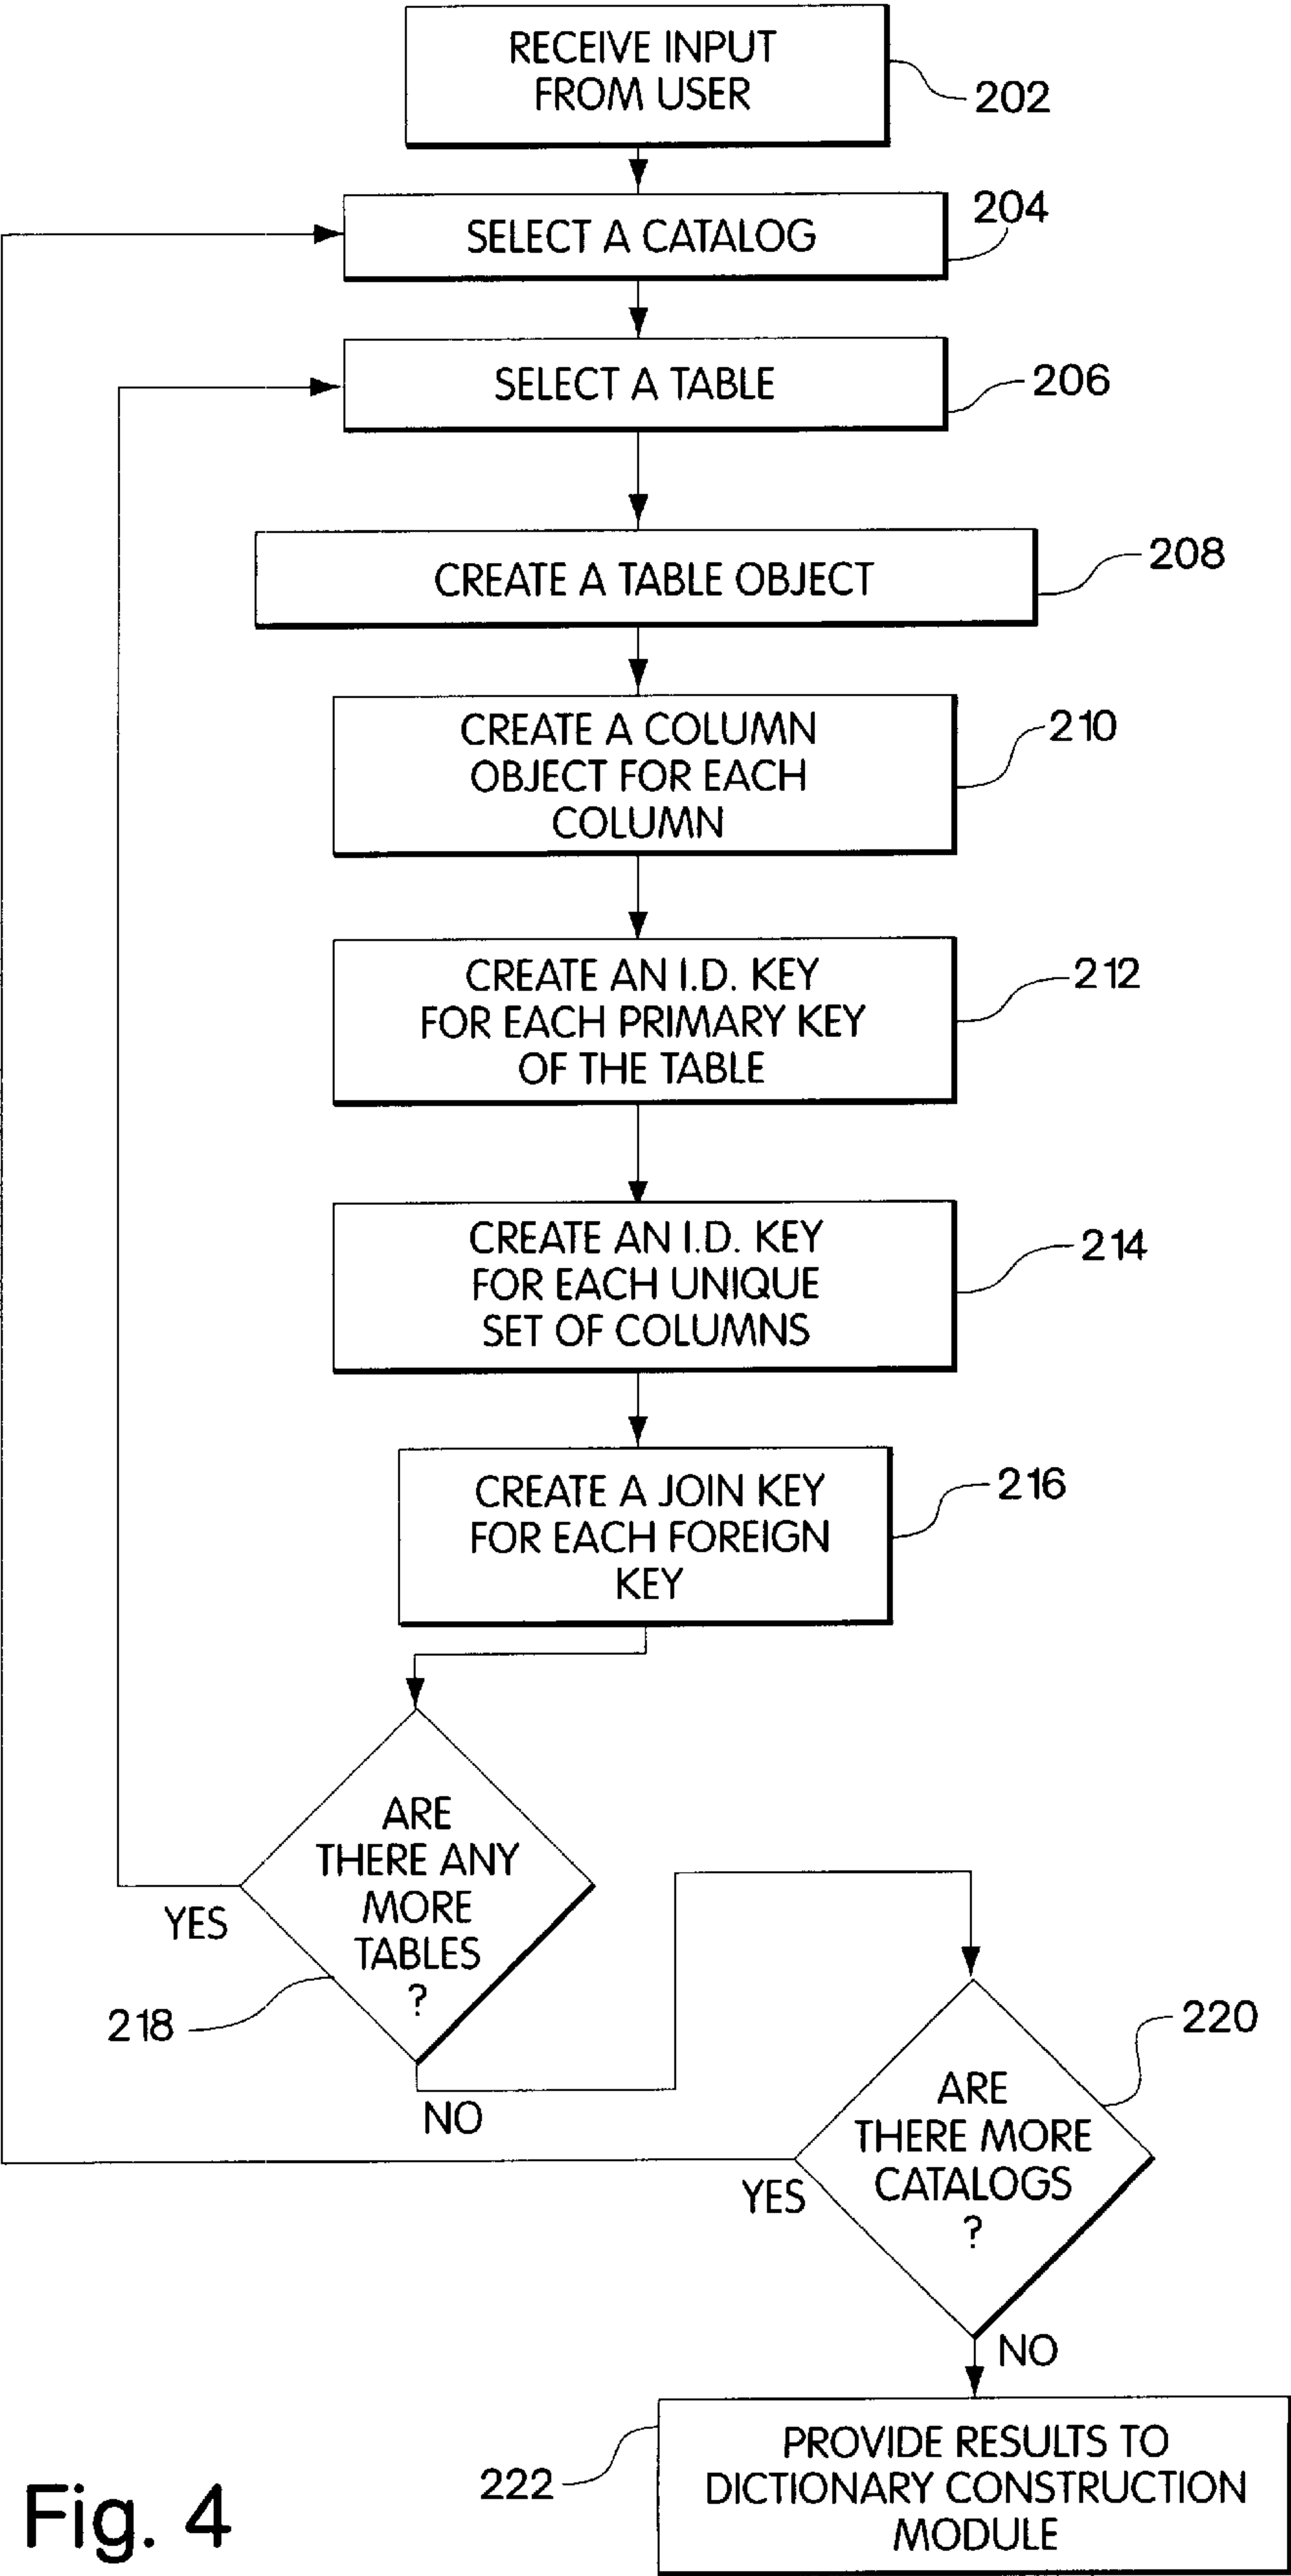 RECEIVE INPUT
FROM USER
202
SELECT A CATALOG
204
SELECT A TABLE
206
CREATE A TABLE OBJECT
208
CREATE A COLUMN
OBJECT FOR EACH
COLUMN
210
CREATE AN I.D. KEY
FOR EACH PRIMARY KEY
OF THE TABLE
212
CREATE AN I.D. KEY
FOR EACH UNIQUE
SET OF COLUMNS
214
CREATE A JOIN KEY
FOR EACH FOREIGN
KEY
216
ARE
THERE ANY
MORE
TABLES
?
YES
218
NO
220
ARE
THERE MORE
CATALOGS
?
YES
NO
PROVIDE RESULTS TO
DICTIONARY CONSTRUCTION
MODULE
222
Fig. 4